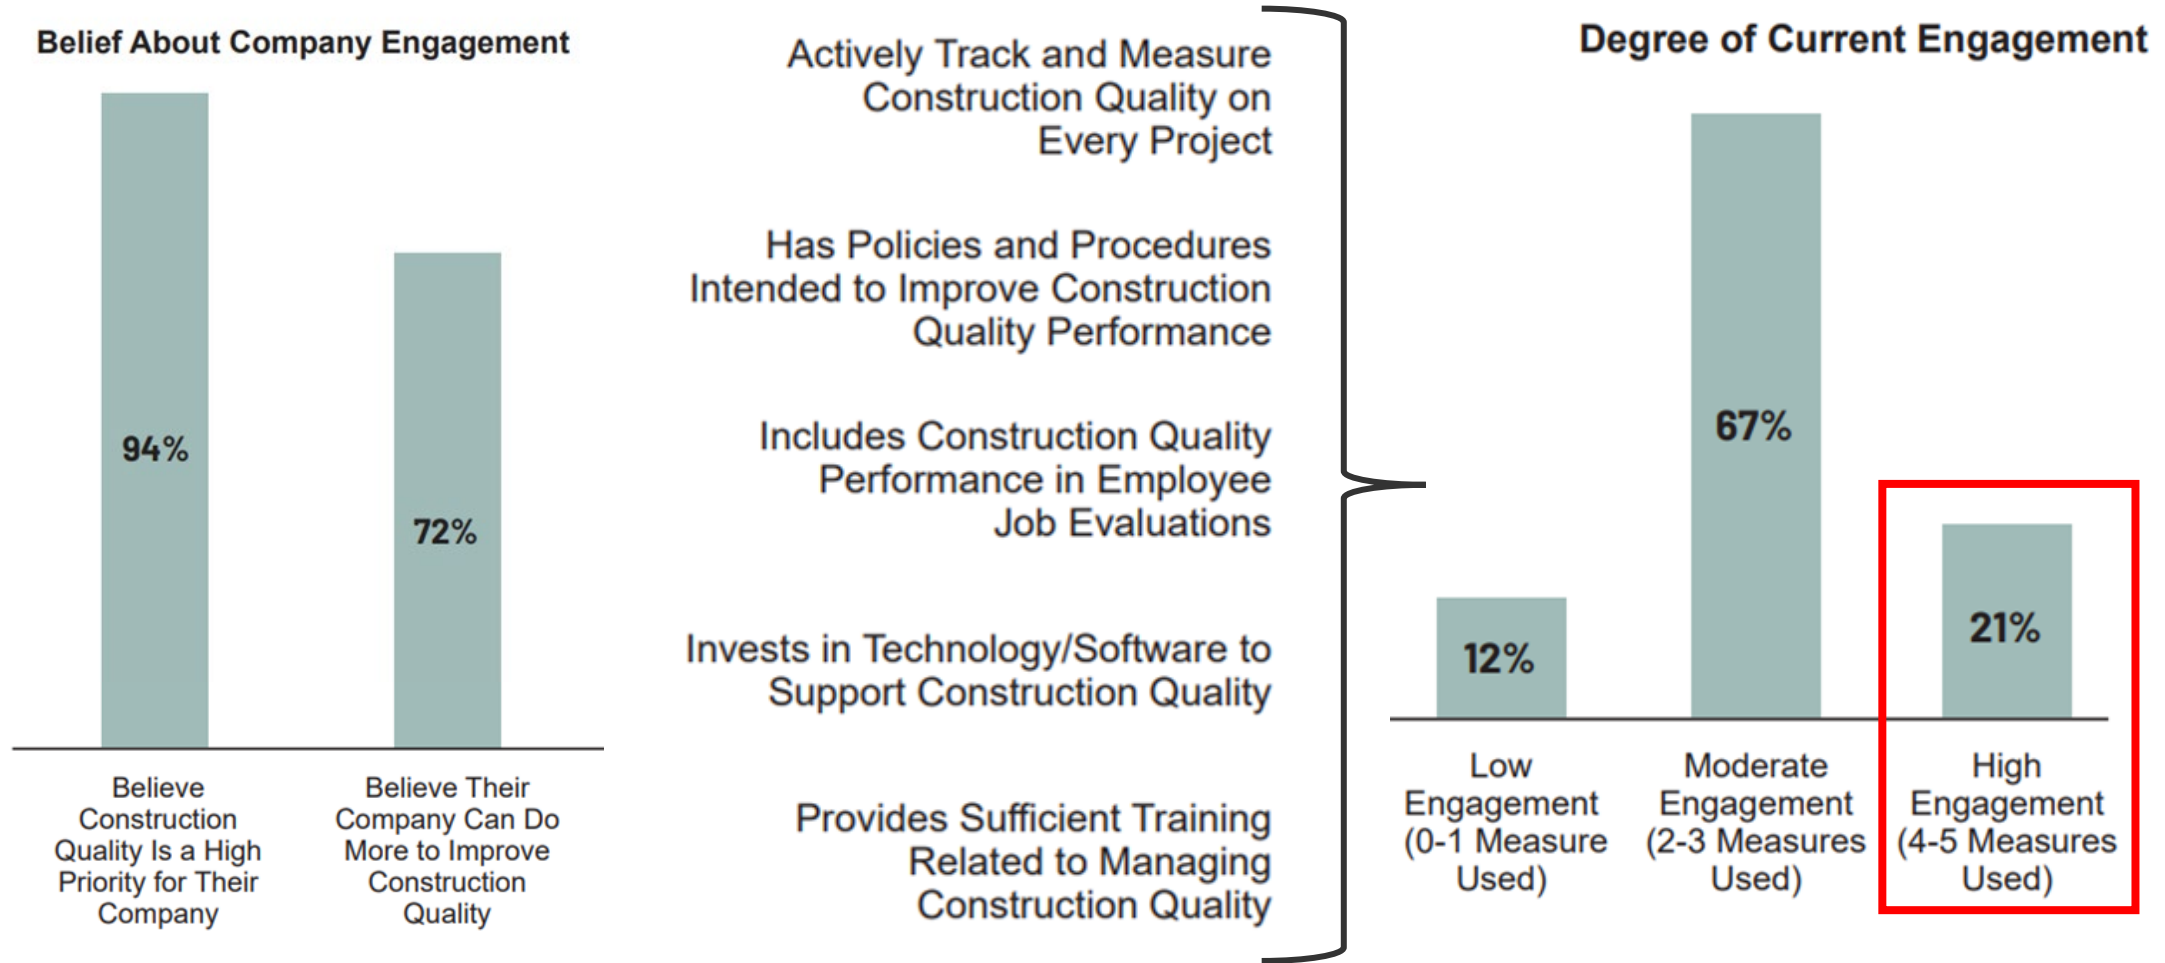 Belief About Company Engagement
94%
72%
Believe
Construction
Quality Is a High
Priority for Their
Company
Believe Their
Company Can Do
More to Improve
Construction
Quality
Actively Track and Measure
Construction Quality on
Every Project
Has Policies and Procedures
Intended to Improve Construction
Quality Performance
Includes Construction Quality
Performance in Employee
Job Evaluations
Invests in Technology/Software to
Support Construction Quality
Provides Sufficient Training
Related to Managing
Construction Quality
Degree of Current Engagement
12%
67%
21%
Low
Engagement
(0-1 Measure
Used)
Moderate
Engagement
(2-3 Measures
Used)
High
Engagement
(4-5 Measures
Used)